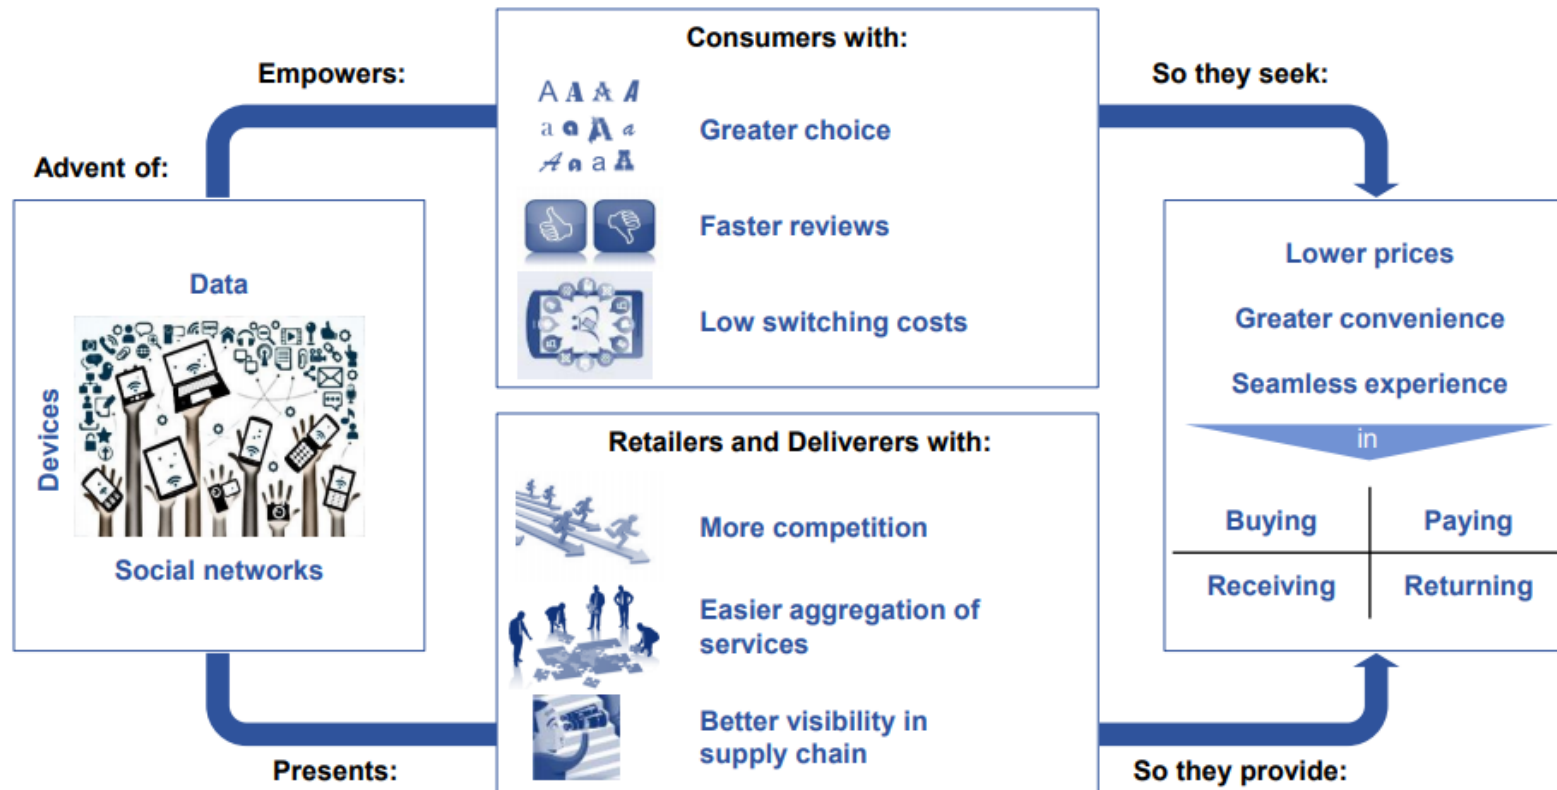 Advent of:
Data
Devices
Social networks
Empowers:
Consumers with:
A A A A
a a A a
A a a A
Greater choice
Faster reviews
Low switching costs
Presents:
Retailers and Deliverers with:
More competition
Easier aggregation of
services
Better visibility in
supply chain
So they seek:
Lower prices
Greater convenience
Seamless experience
in
Buying
Paying
Receiving
Returning
So they provide: